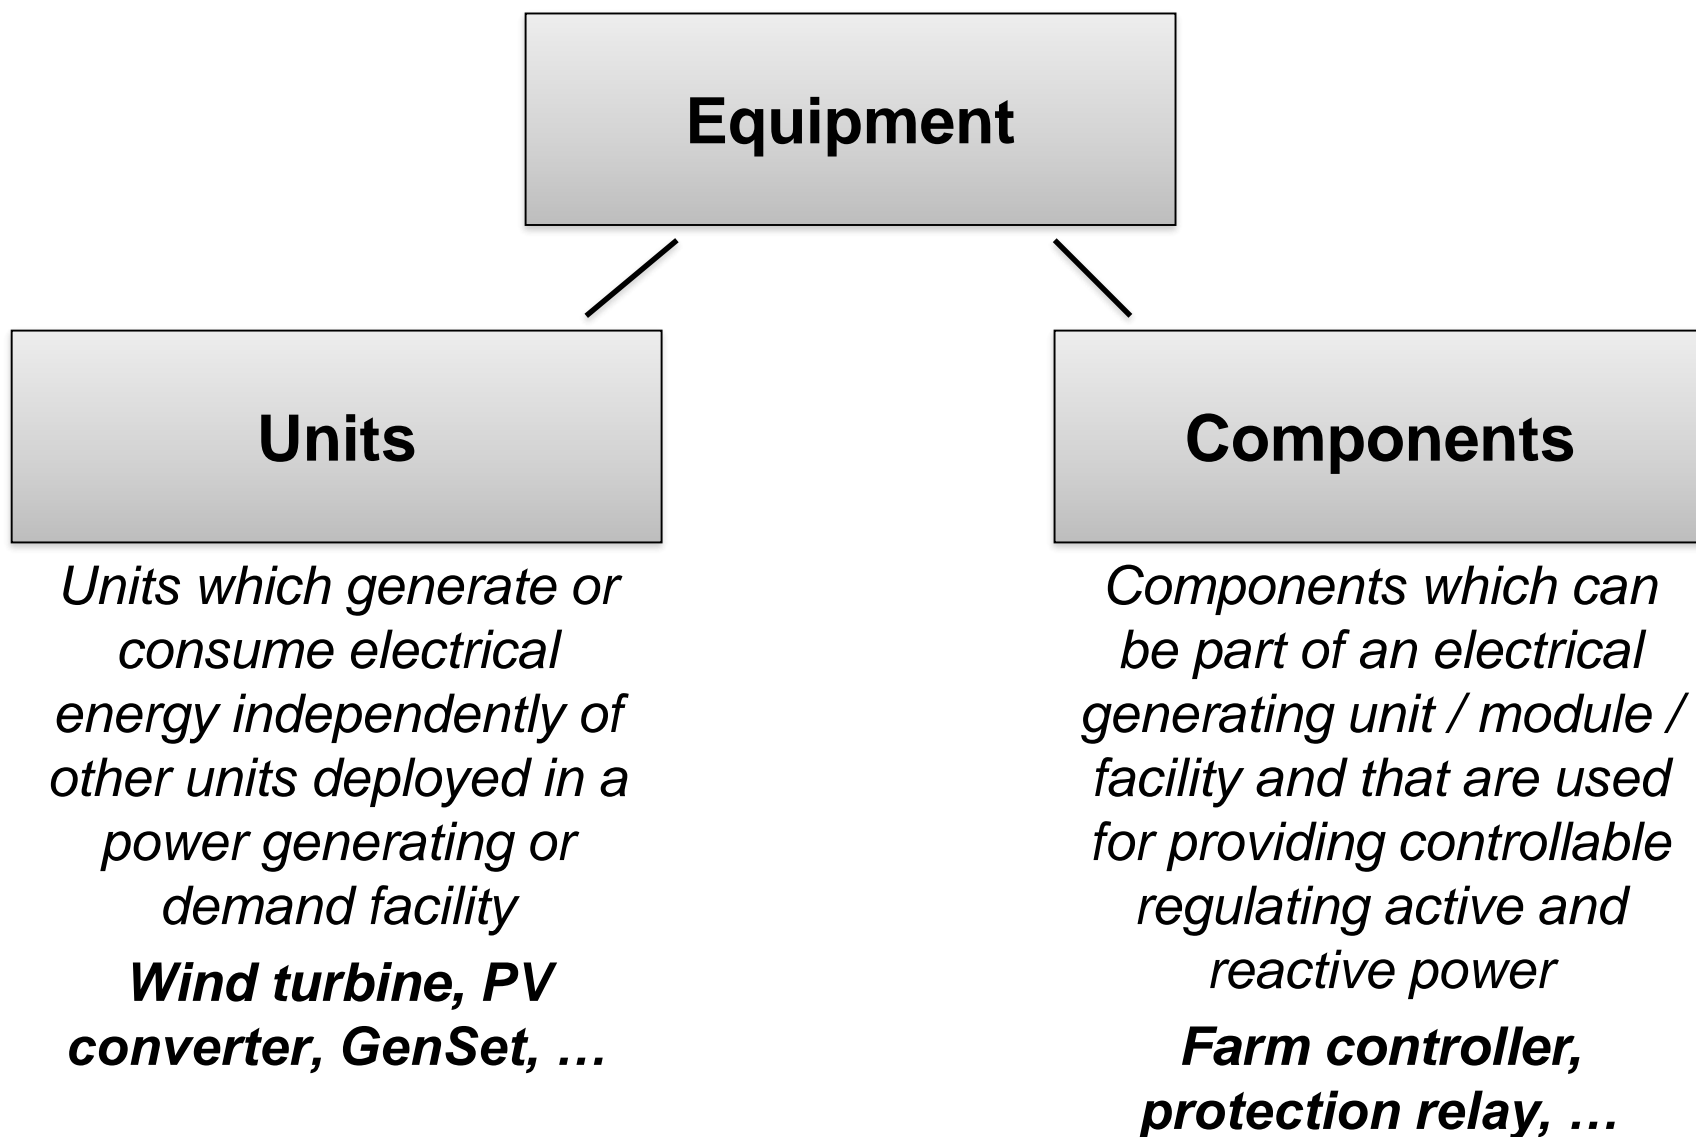 Equipment
Units
Units which generate or
consume electrical
energy independently of
other units deployed in a
power generating or
demand facility
Wind turbine, PV
converter, GenSet, …
Components
Components which can
be part of an electrical
generating unit / module /
facility and that are used
for providing controllable
regulating active and
reactive power
Farm controller,
protection relay, …